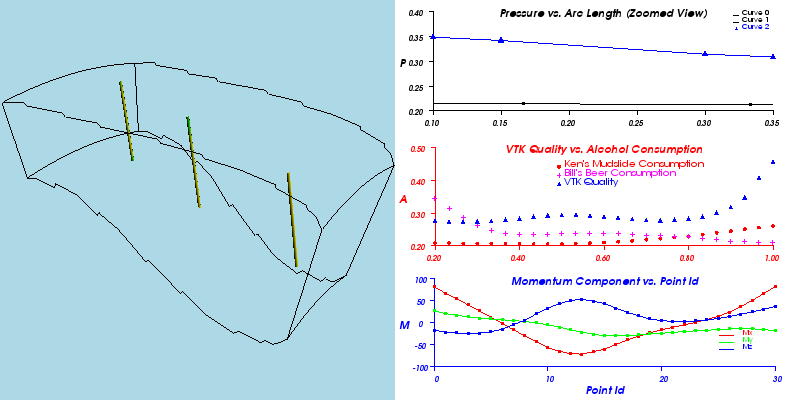 Pressure vs. Arc Length (Zoomed View)
Curve 0
Curve 1
Curve 2
0.40
0.35
0.30
0.25
0.20
P
0.10
0.15
0.20
0.25
0.30
0.35
VTK Quality vs. Alcohol Consumption
Ken's Mudslide Consumption
Bill's Beer Consumption
VTK Quality
0.50
0.40
0.30
0.20
A
0.20
0.40
0.60
0.80
1.00
Momentum Component vs. Point Id
100
50
0
-50
-100
M
Mx
My
Mz
0
10
20
30
Point Id